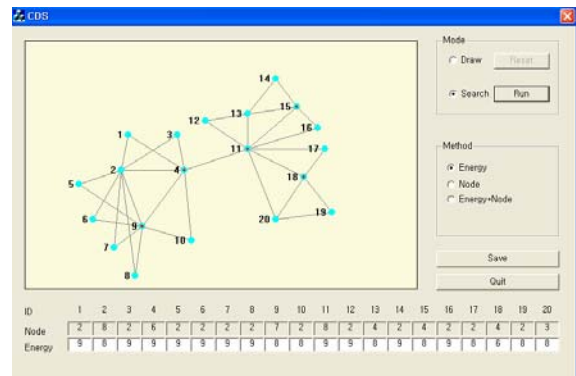 CDS
Mode
Draw Reset
Search Run
Method
Energy
Node
Energy+Node
Save
Quit
14
13 15
12 16
1 3 11 17
2 4 18
5
6 9 20 19
7 10
8
ID 1 2 3 4 5 6 7 8 9 10 11 12 13 14 15 16 17 18 19 20
Node 2 8 2 6 2 2 2 2 7 2 8 2 4 2 4 2 2 4 2 3
Energy 9 9 8 9 9 8 9 9 8 8 9 9 8 9 8 9 8 6 8 8